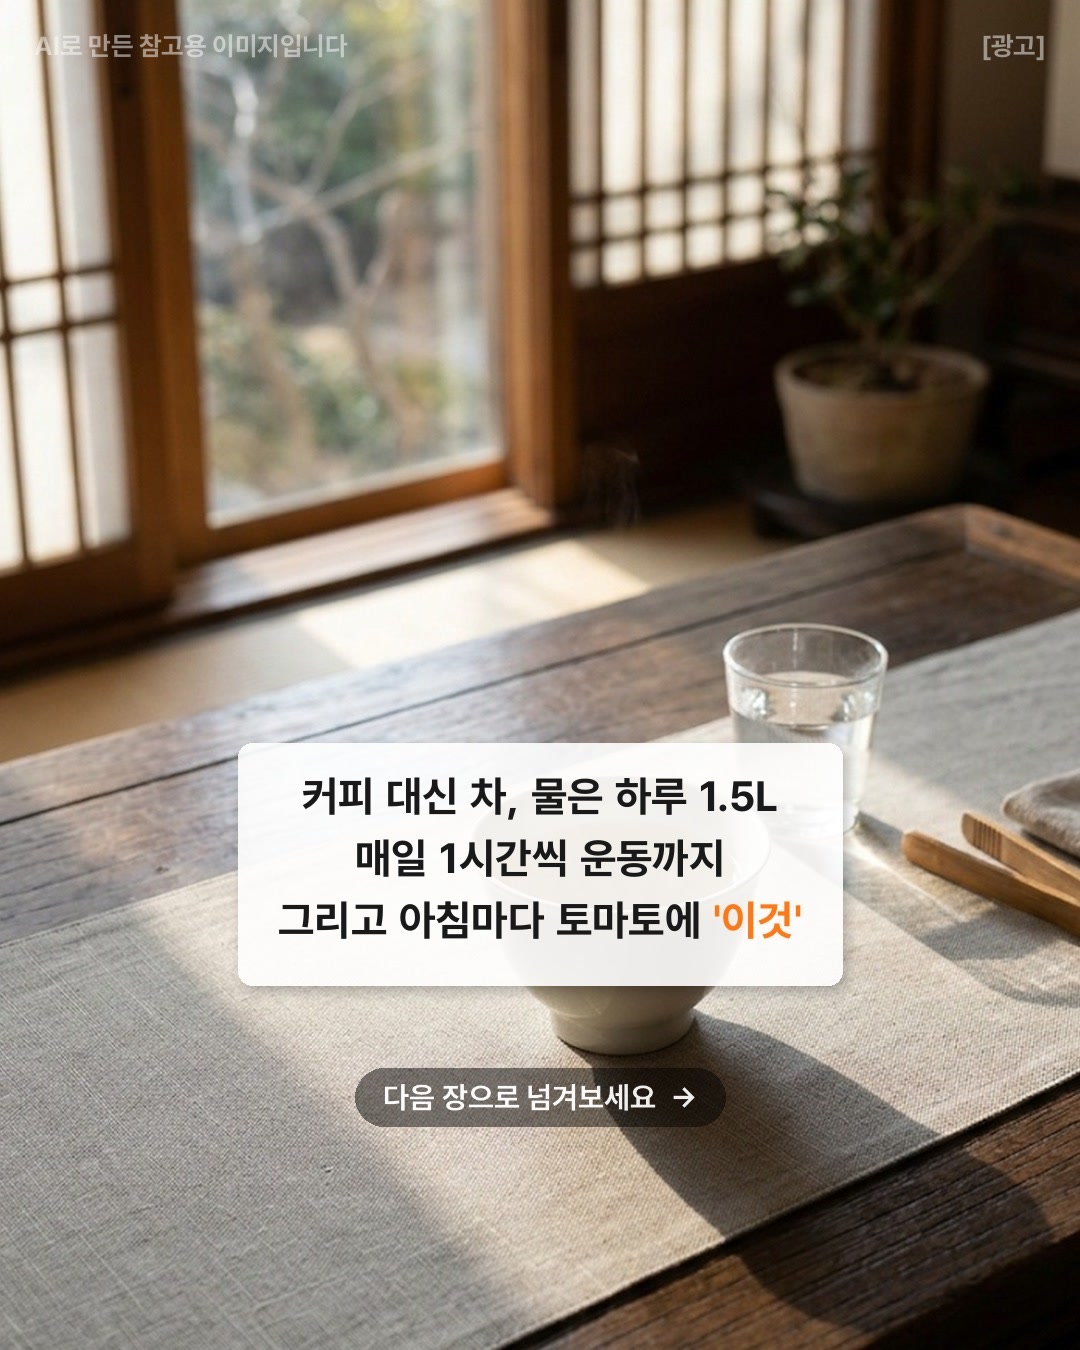 AI로 만든 참고용 이미지입니다
[광고]
커피 대신 차, 물은 하루 1.5L
매일 1시간씩 운동까지
그리고 아침마다 토마토에 '이것'
다음 장으로 넘겨보세요 →